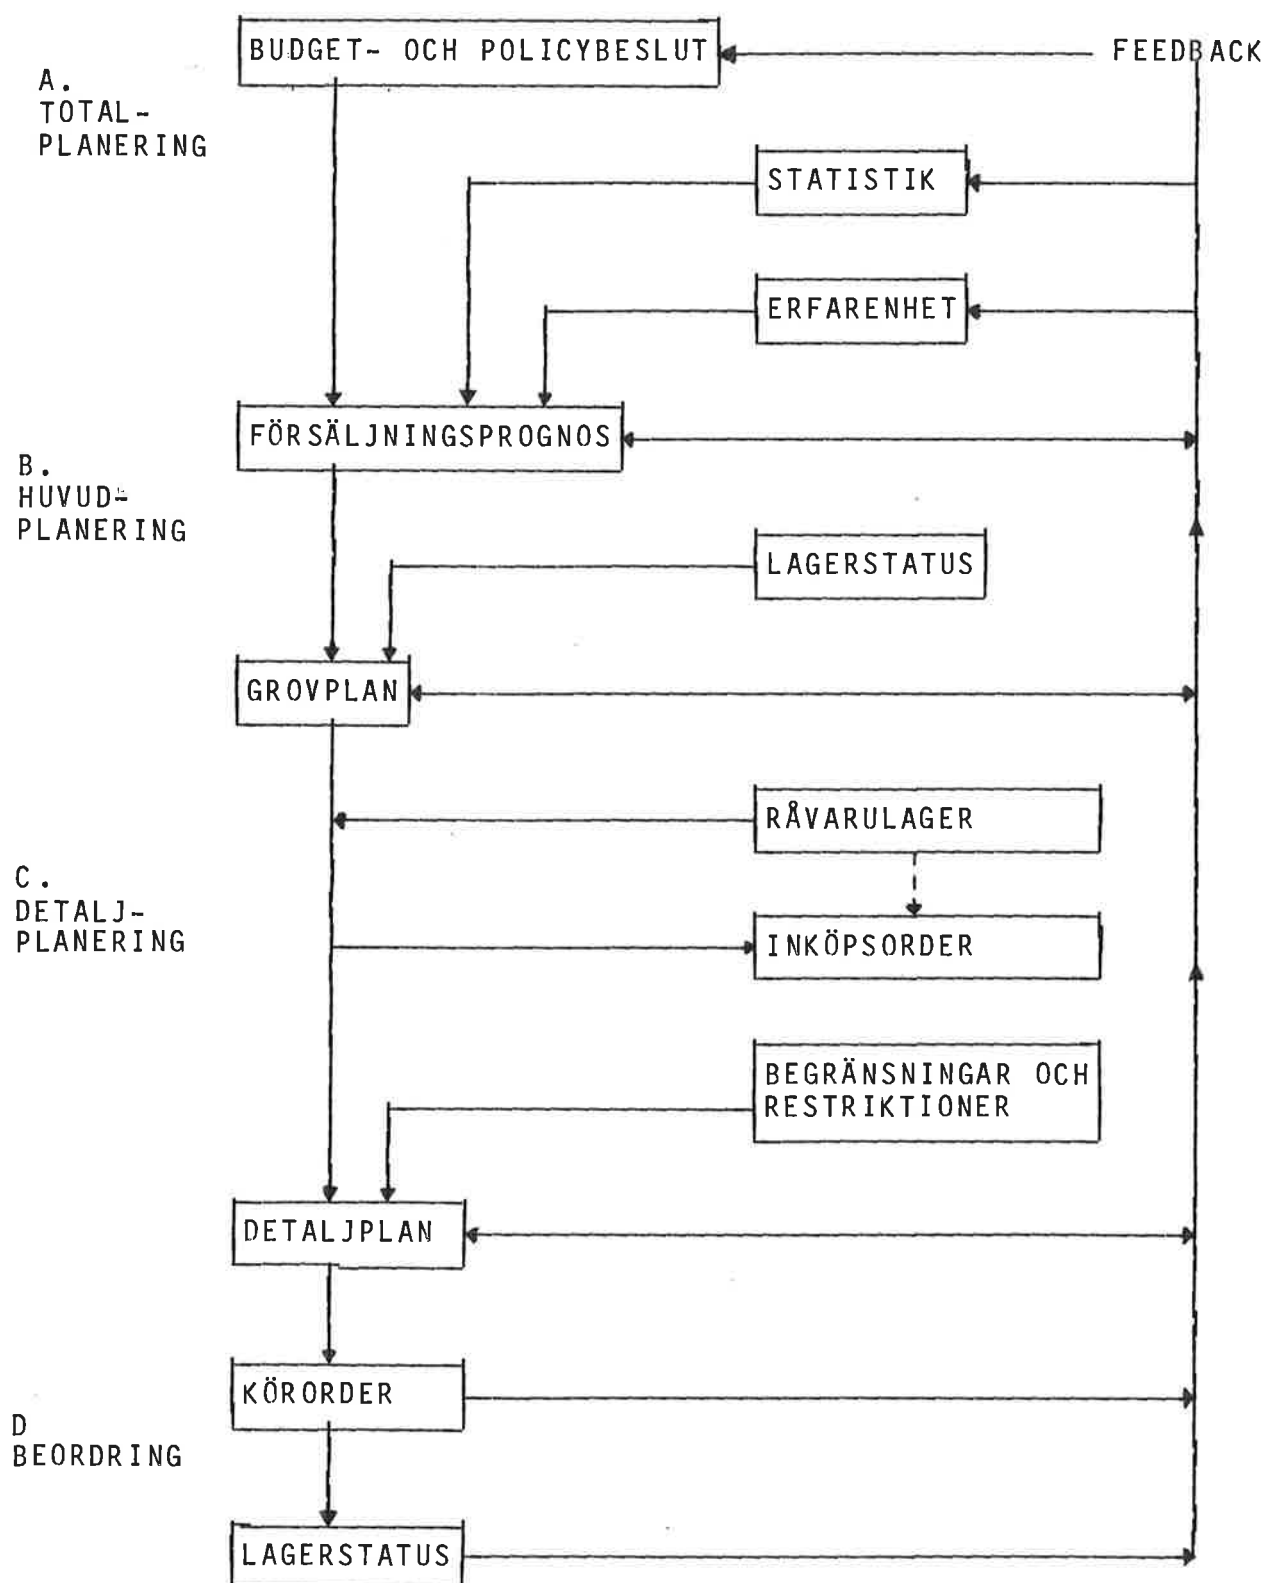 BUDGET- OCH POLICYBESLUT
FEEDBACK
A.
TOTAL-
PLANERING
STATISTIK
ERFARENHET
FÖRSÄLJNINGSPROGNOS
B.
HUVUD-
PLANERING
LAGERSTATUS
GROVPLAN
RÅVARULAGER
C.
DETALJ-
PLANERING
INKÖPSORDER
BEGRÄNSNINGAR OCH
RESTRIKTIONER
DETALJPLAN
KÖRORDER
D
BEORDRING
LAGERSTATUS